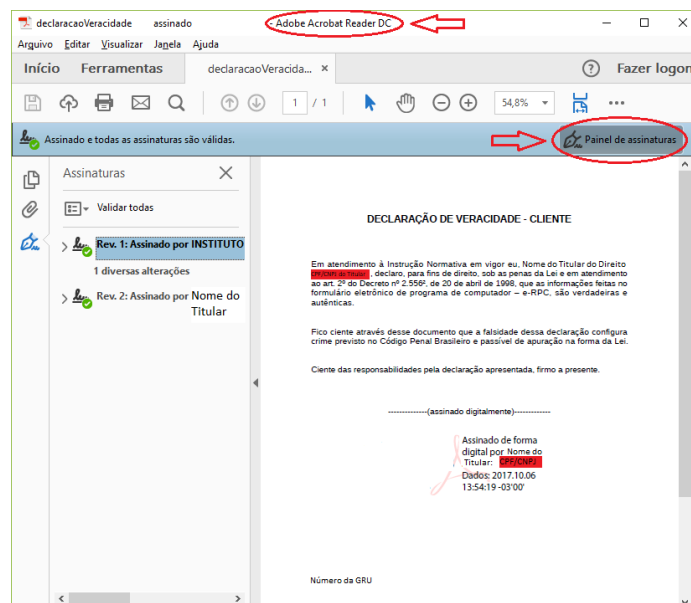 declaracaoVeracidade assinado - Adobe Acrobat Reader DC
Arquivo Editar Visualizar Janela Ajuda
Início Ferramentas declaracaoVeracida... × ? Fazer logon
1 / 1 54,8%
Assinado e todas as assinaturas são válidas. Painel de assinaturas
Assinaturas
Validar todas
Rev. 1: Assinado por INSTITUTO
1 diversas alterações
Rev. 2: Assinado por Nome do
Titular
DECLARAÇÃO DE VERACIDADE - CLIENTE
Em atendimento à Instrução Normativa em vigor eu, Nome do Titular do Direito
CPF/CNPJ do Titular, declaro, para fins de direito, sob as penas da Lei e em atendimento
ao art. 2º do Decreto nº 2.556², de 20 de abril de 1998, que as informações feitas no
formulário eletrônico de programa de computador – e-RPC, são verdadeiras e
autênticas.
Fico ciente através desse documento que a falsidade dessa declaração configura
crime previsto no Código Penal Brasileiro e passível de apuração na forma da Lei.
Ciente das responsabilidades pela declaração apresentada, firmo a presente.
--------------(assinado digitalmente)-------------
Assinado de forma
digital por Nome do
Titular: CPF/CNPJ
Dados: 2017.10.06
13:54:19 -03'00'
Número da GRU